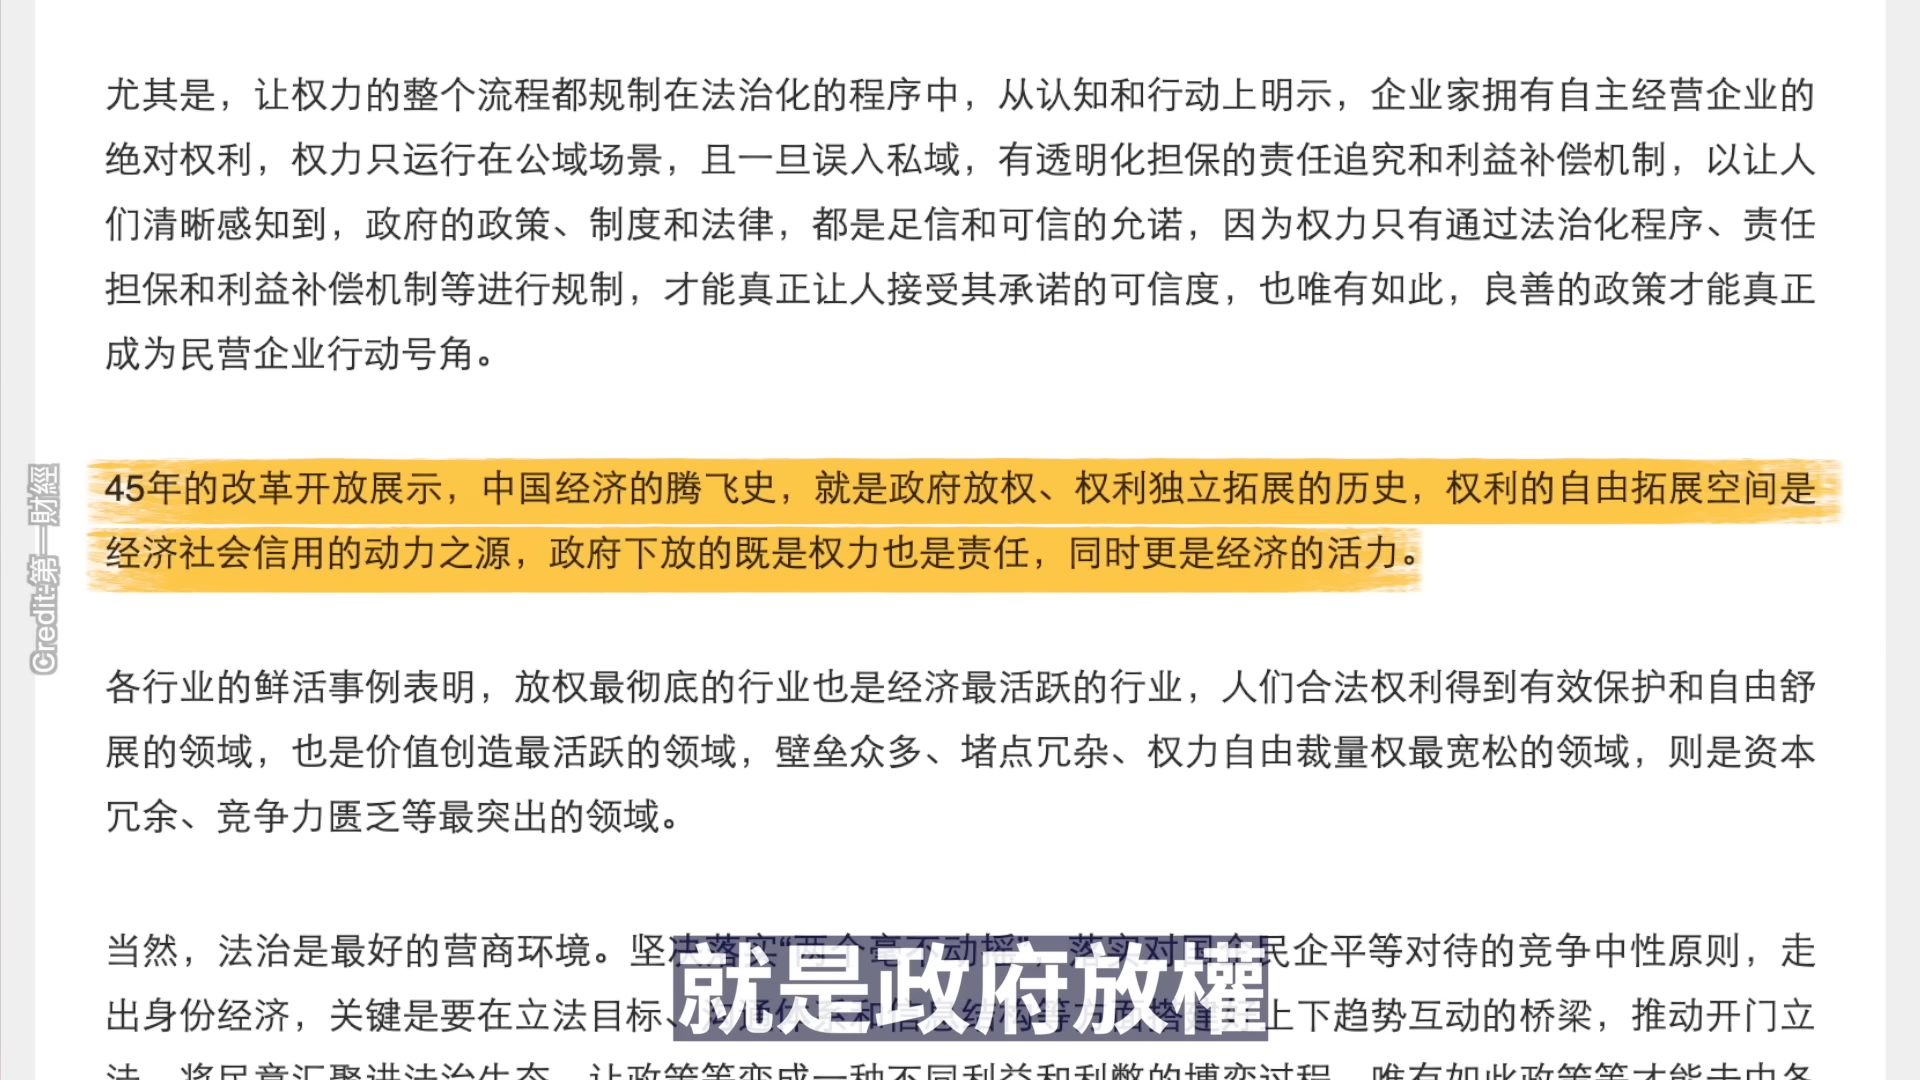 尤其是，让权力的整个流程都规制在法治化的程序中，从认知和行动上明示，企业家拥有自主经营企业的
绝对权利，权力只运行在公域场景，且一旦误入私域，有透明化担保的责任追究和利益补偿机制，以让人
们清晰感知到，政府的政策、制度和法律，都是足信和可信的允诺，因为权力只有通过法治化程序、责任
担保和利益补偿机制等进行规制，才能真正让人接受其承诺的可信度，也唯有如此，良善的政策才能真正
成为民营企业行动号角。
45年的改革开放展示，中国经济的腾飞史，就是政府放权、权利独立拓展的历史，权利的自由拓展空间是
经济社会信用的动力之源，政府下放的既是权力也是责任，同时更是经济的活力。
各行业的鲜活事例表明，放权最彻底的行业也是经济最活跃的行业，人们合法权利得到有效保护和自由舒
展的领域，也是价值创造最活跃的领域，壁垒众多、堵点冗杂、权力自由裁量权最宽松的领域，则是资本
冗余、竞争力匮乏等最突出的领域。
当然，法治是最好的营商环境。坚决落实“两个毫不动摇”，落实对国企民企平等对待的竞争中性原则，走
出身份经济，关键是要在立法目标、上下趋势互动的桥梁，推动开门立
就是政府放權
Credit:第一財經